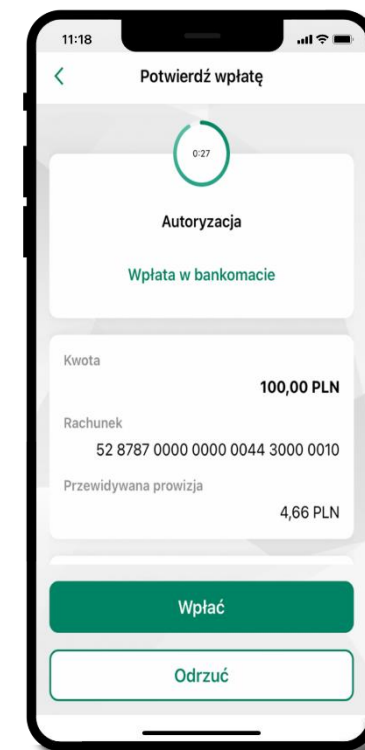 11:18
Potwierdź wpłatę
0:27
Autoryzacja
Wpłata w bankomacie
Kwota
100,00 PLN
Rachunek
52 8787 0000 0000 0044 3000 0010
Przewidywana prowizja
4,66 PLN
Wpłać
Odrzuć